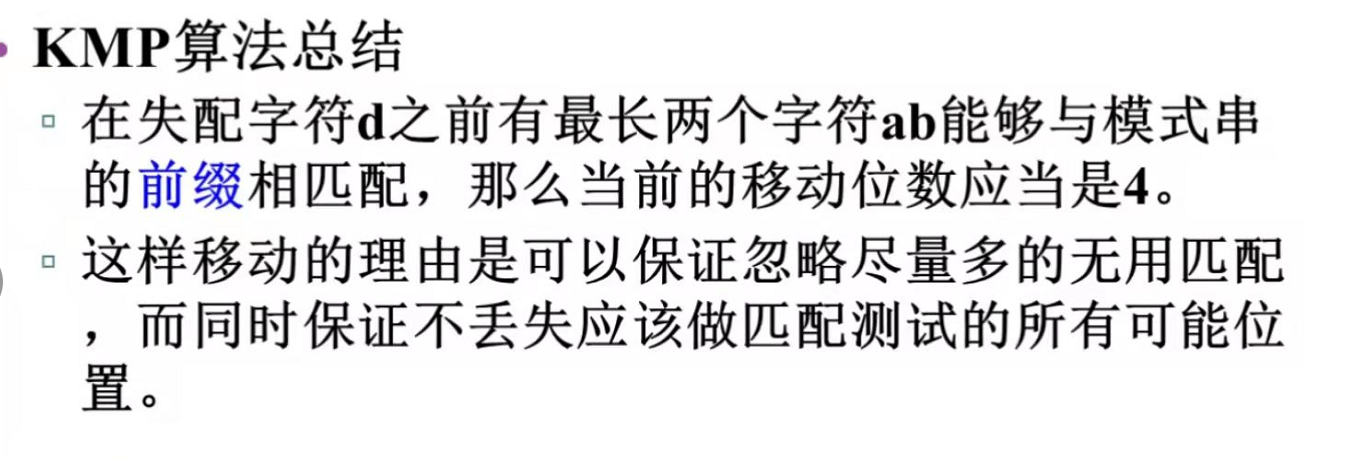 KMP算法总结
在失配字符d之前有最长两个字符ab能够与模式串
的前缀相匹配，那么当前的移动位数应当是4。
这样移动的理由是可以保证忽略尽量多的无用匹配
，而同时保证不丢失应该做匹配测试的所有可能位
置。